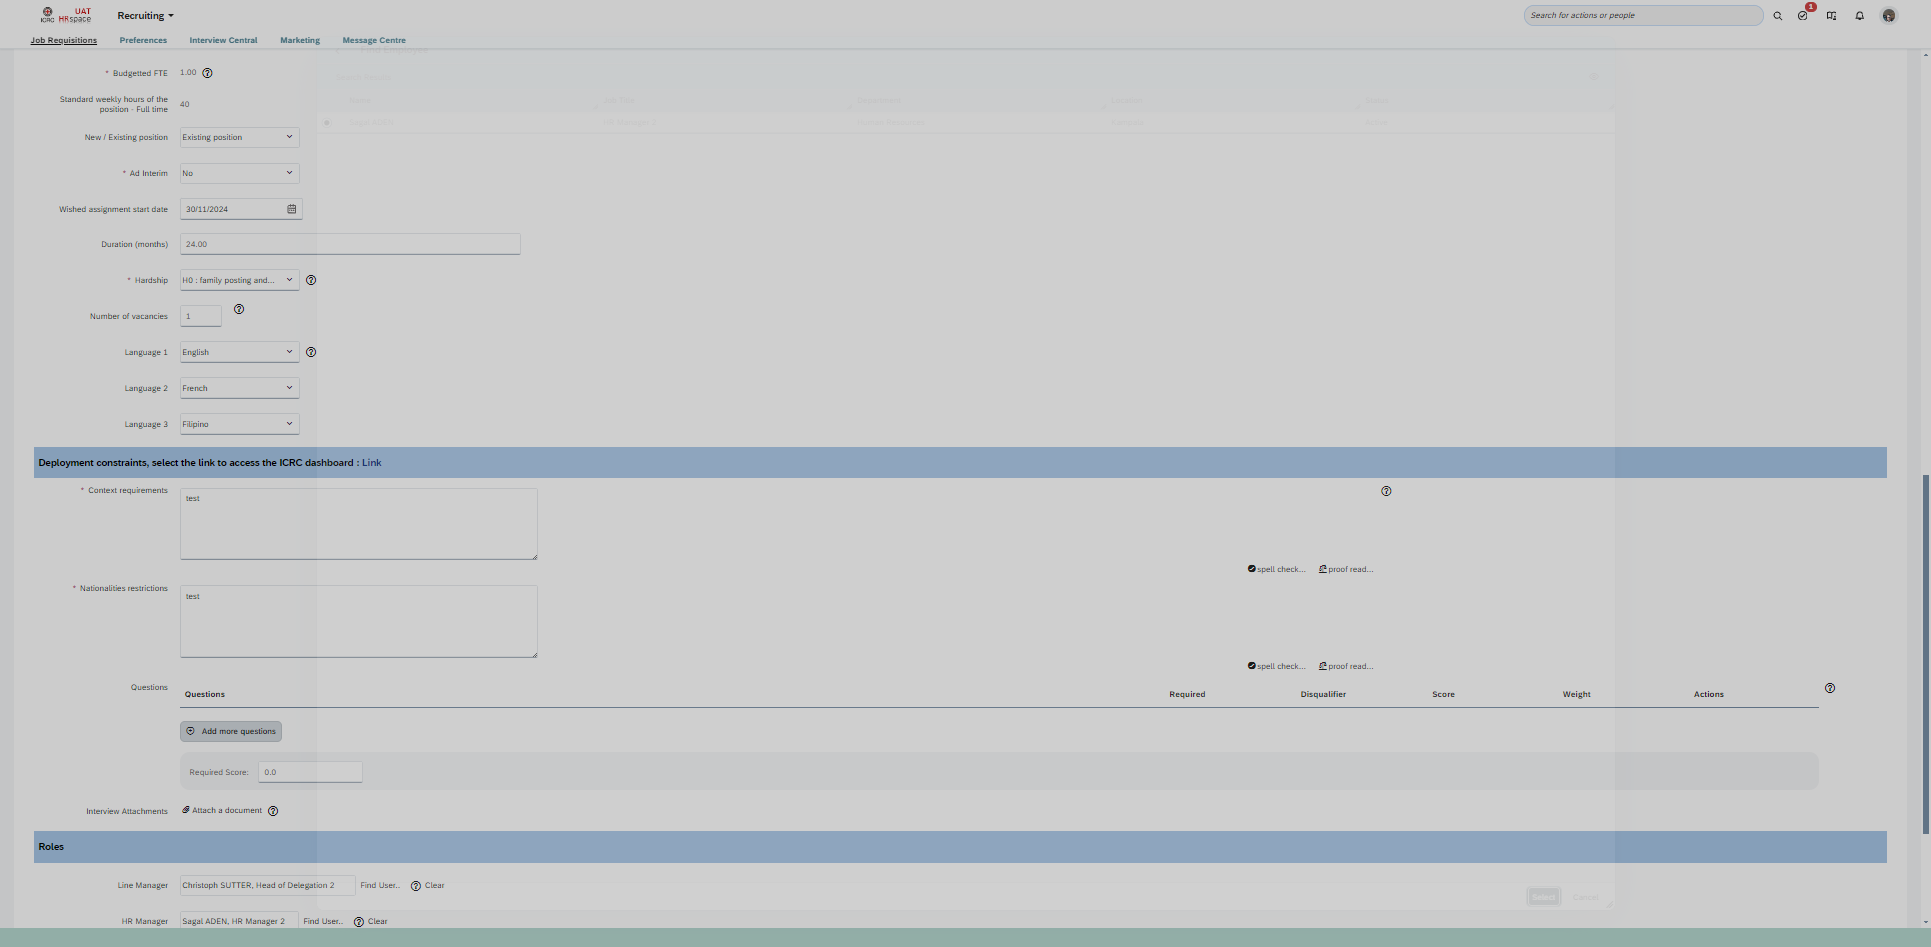 ICRC UAT HRspace Recruiting Search for actions or people 1
Job Requisitions Preferences Interview Central Marketing Message Centre
* Budgetted FTE 1.00
Standard weekly hours of the
position - Full time 40
New / Existing position Existing position
* Ad Interim No
Wished assignment start date 30/11/2024
Duration (months) 24.00
* Hardship H0 : family posting and...
Number of vacancies 1
Language 1 English
Language 2 French
Language 3 Filipino
Deployment constraints, select the link to access the ICRC dashboard : Link
* Context requirements test
spell check... proof read...
* Nationalities restrictions test
spell check... proof read...
Questions Questions Required Disqualifier Score Weight Actions
Add more questions
Required Score: 0.0
Interview Attachments Attach a document
Roles
Line Manager Christoph SUTTER, Head of Delegation 2 Find User.. Clear
Select Cancel
HR Manager Sagal ADEN, HR Manager 2 Find User.. Clear